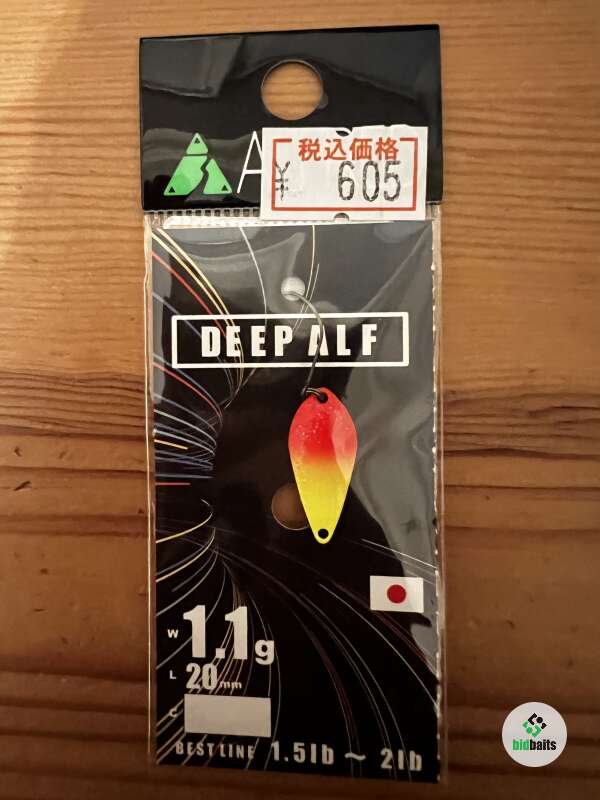 A
税込価格
¥ 605
DEEP ALF
W 1.1g
L 20mm
C
BEST LINE 1.5lb ~ 2lb
bidbaits